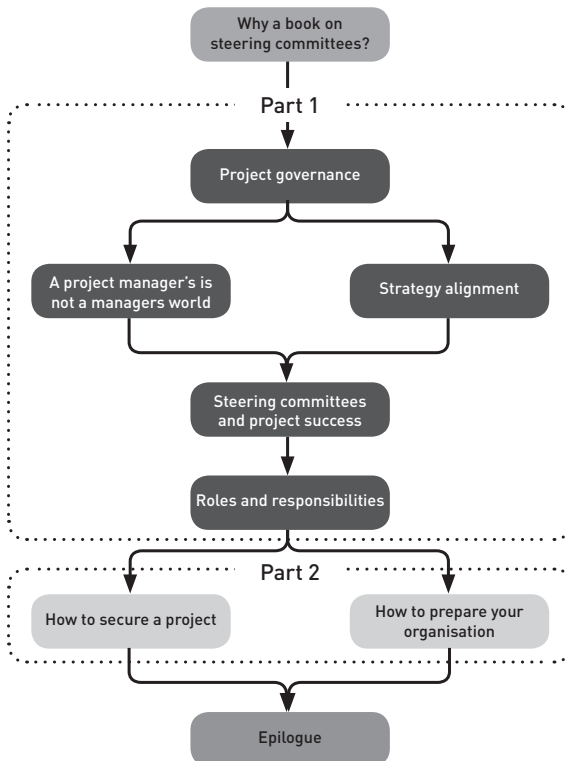 Why a book on
steering committees?
Part 1
Project governance
A project manager's is
not a managers world
Strategy alignment
Steering committees
and project success
Roles and responsibilities
Part 2
How to secure a project
How to prepare your
organisation
Epilogue